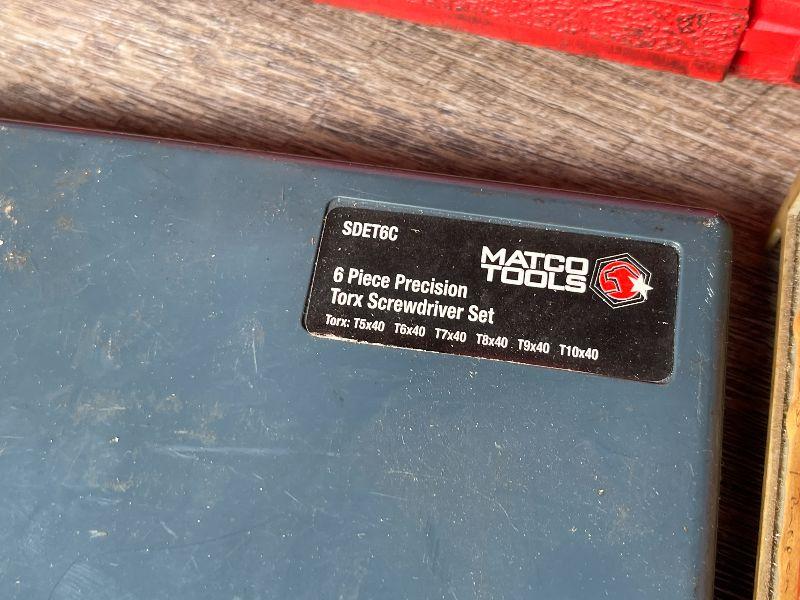 SDET6C
MATCO
TOOLS
6 Piece Precision
Torx Screwdriver Set
Torx: T5x40 T6x40 T7x40 T8x40 T9x40 T10x40